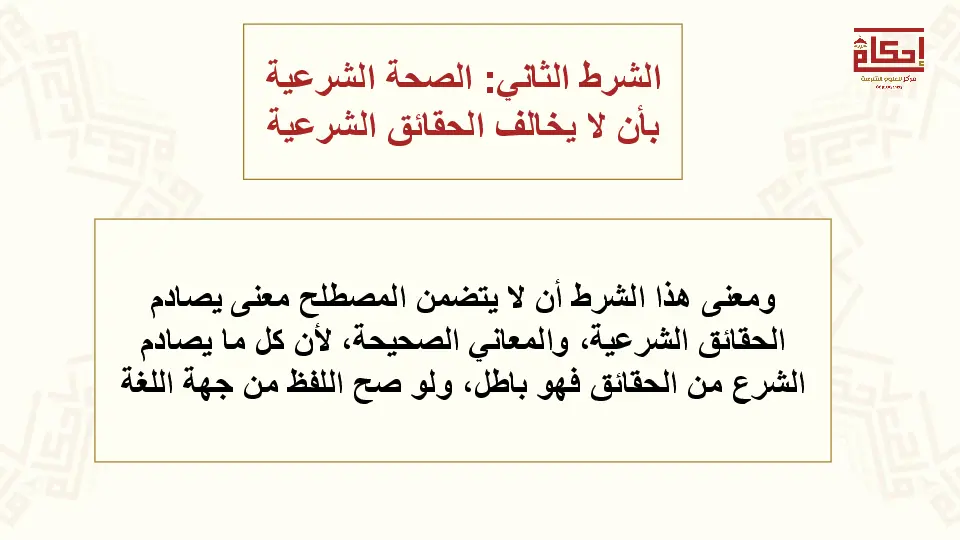 إحكام
مركز للعلوم الشرعية
الشرط الثاني: الصحة الشرعية
بأن لا يخالف الحقائق الشرعية
ومعنى هذا الشرط أن لا يتضمن المصطلح معنى يصادم
الحقائق الشرعية، والمعاني الصحيحة، لأن كل ما يصادم
الشرع من الحقائق فهو باطل، ولو صح اللفظ من جهة اللغة